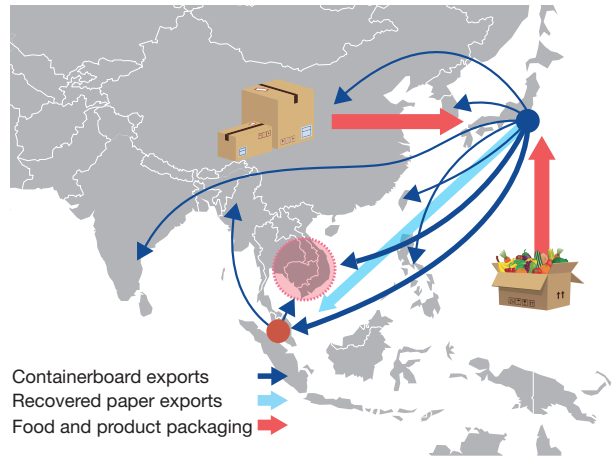 Containerboard exports
Recovered paper exports
Food and product packaging